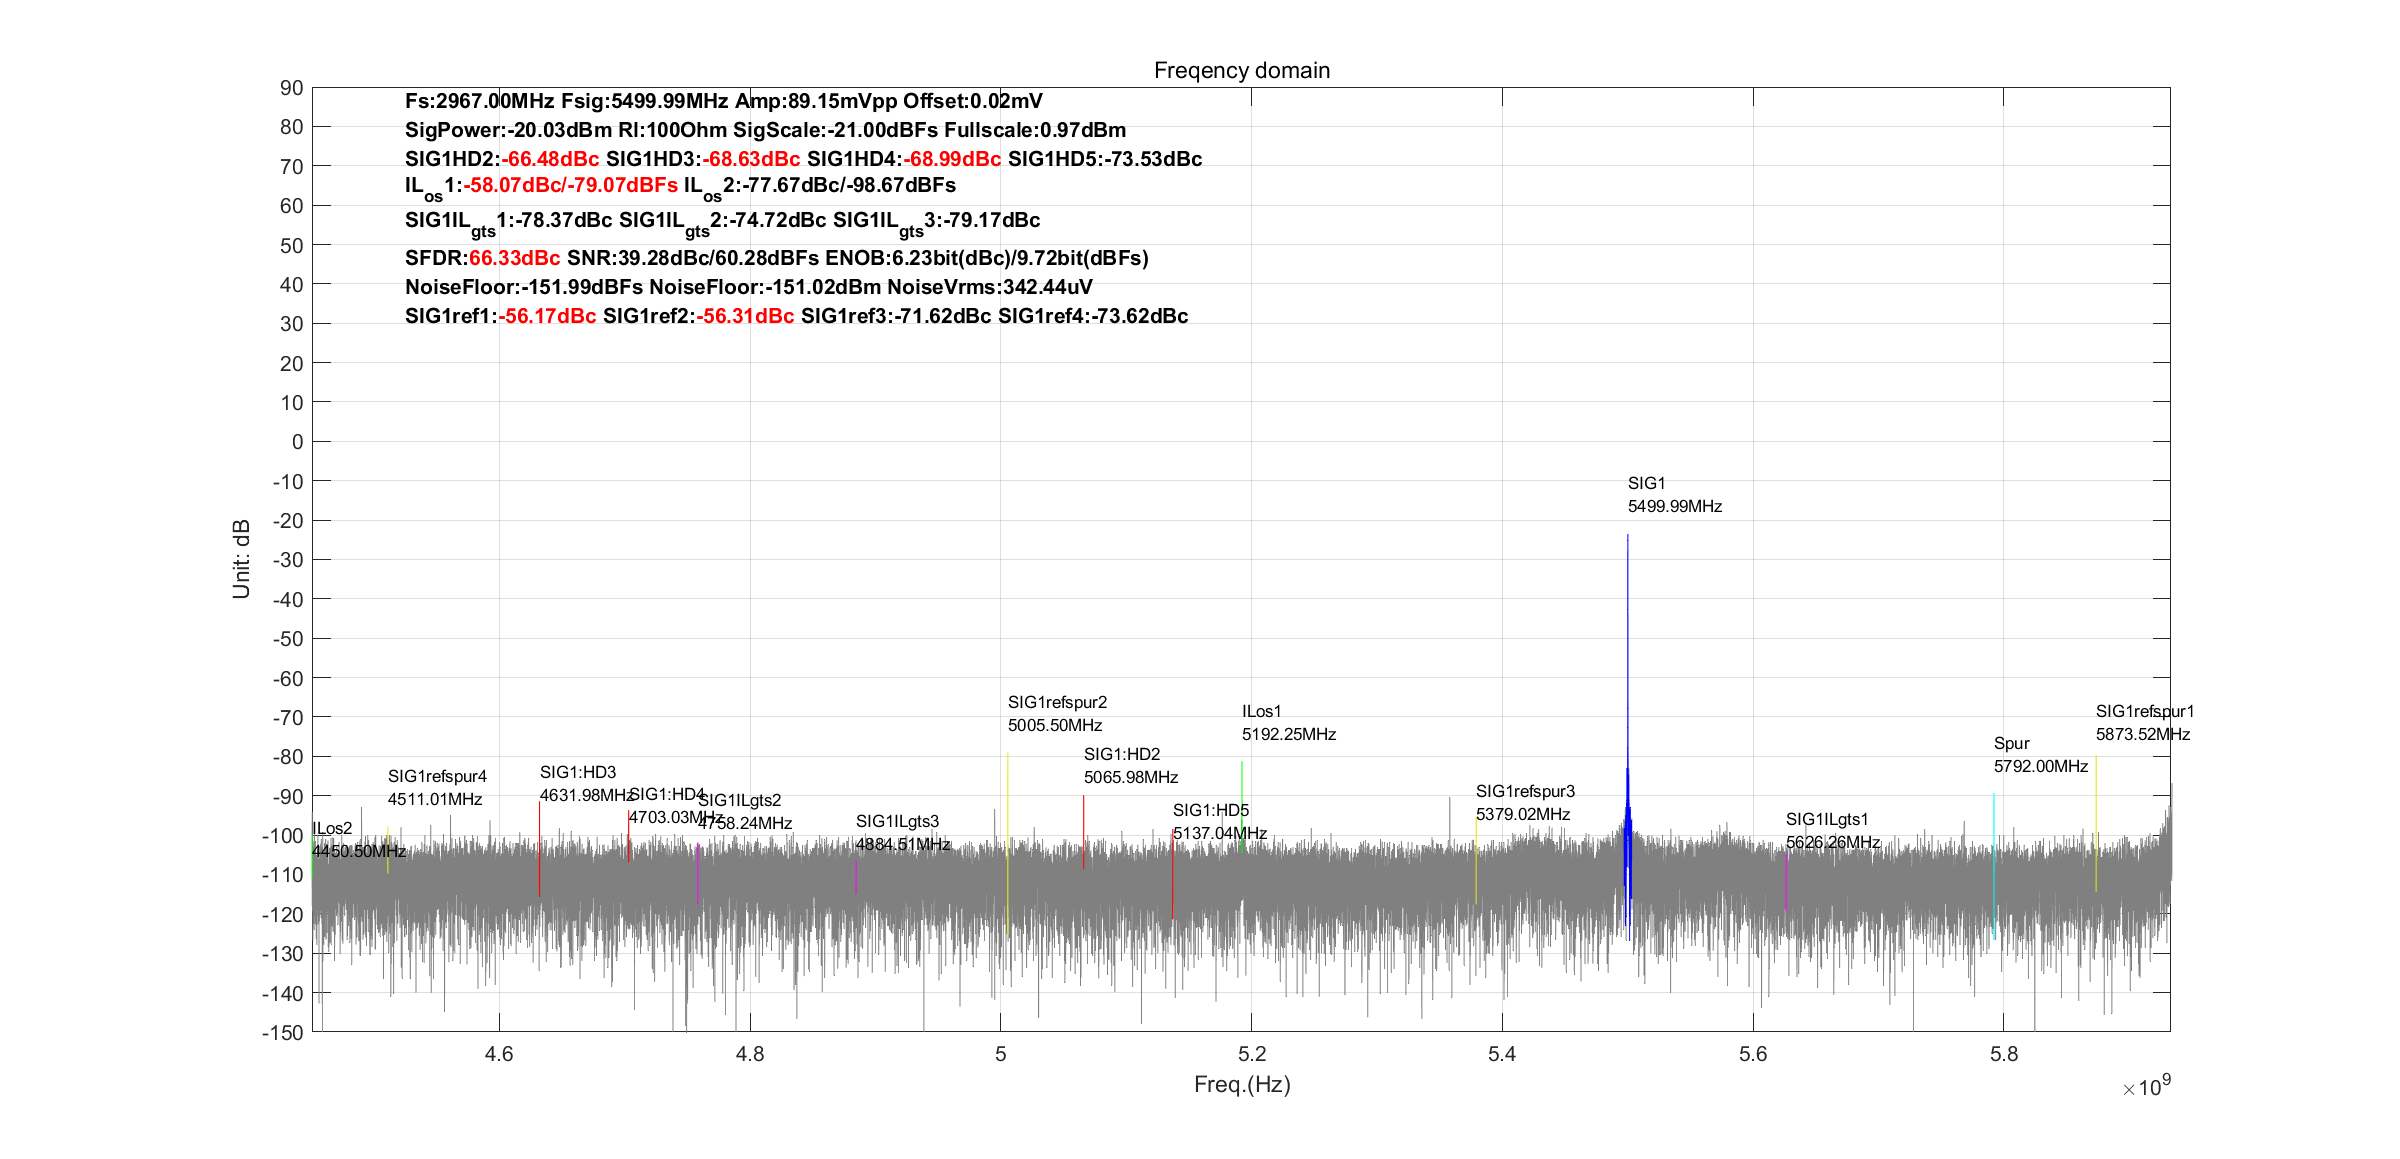 Freqency domain
Fs:2967.00MHz Fsig:5499.99MHz Amp:89.15mVpp Offset:0.02mV
SigPower:-20.03dBm Rl:100Ohm SigScale:-21.00dBFs Fullscale:0.97dBm
SIG1HD2:-66.48dBc SIG1HD3:-68.63dBc SIG1HD4:-68.99dBc SIG1HD5:-73.53dBc
ILos1:-58.07dBc/-79.07dBFs ILos2:-77.67dBc/-98.67dBFs
SIG1ILgts1:-78.37dBc SIG1ILgts2:-74.72dBc SIG1ILgts3:-79.17dBc
SFDR:66.33dBc SNR:39.28dBc/60.28dBFs ENOB:6.23bit(dBc)/9.72bit(dBFs)
NoiseFloor:-151.99dBFs NoiseFloor:-151.02dBm NoiseVrms:342.44uV
SIG1ref1:-56.17dBc SIG1ref2:-56.31dBc SIG1ref3:-71.62dBc SIG1ref4:-73.62dBc
90
80
70
60
50
40
30
20
10
0
-10
-20
-30
-40
-50
-60
-70
-80
-90
-100
-110
-120
-130
-140
-150
Unit: dB
ILos2
4450.50MHz
SIG1refspur4
4511.01MHz
SIG1:HD3
4631.98MHz
SIG1:HD4
4703.03MHz
SIG1ILgts2
4758.24MHz
SIG1ILgts3
4884.51MHz
SIG1refspur2
5005.50MHz
SIG1:HD2
5065.98MHz
SIG1:HD5
5137.04MHz
ILos1
5192.25MHz
SIG1refspur3
5379.02MHz
SIG1
5499.99MHz
SIG1ILgts1
5626.26MHz
Spur
5792.00MHz
SIG1refspur1
5873.52MHz
4.6 4.8 5 5.2 5.4 5.6 5.8
Freq.(Hz)
×10^9